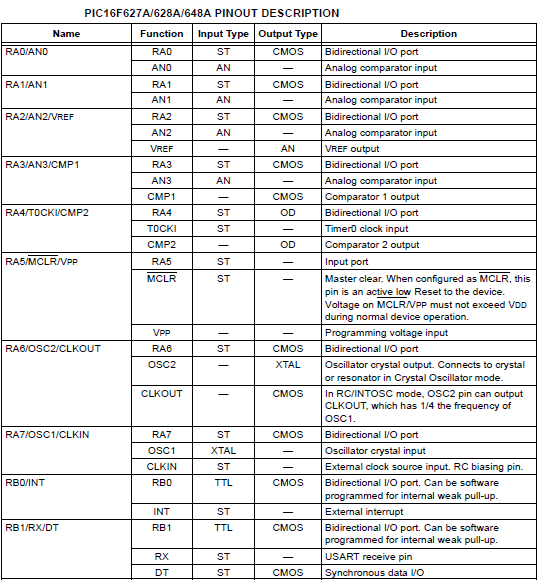 PIC16F627A/628A/648A PINOUT DESCRIPTION
Name Function Input Type Output Type Description
RA0/AN0 RA0 ST CMOS Bidirectional I/O port
AN0 AN — Analog comparator input
RA1/AN1 RA1 ST CMOS Bidirectional I/O port
AN1 AN — Analog comparator input
RA2/AN2/VREF RA2 ST CMOS Bidirectional I/O port
AN2 AN — Analog comparator input
VREF — AN VREF output
RA3/AN3/CMP1 RA3 ST CMOS Bidirectional I/O port
AN3 AN — Analog comparator input
CMP1 — CMOS Comparator 1 output
RA4/T0CKI/CMP2 RA4 ST OD Bidirectional I/O port
T0CKI ST — Timer0 clock input
CMP2 — OD Comparator 2 output
RA5/MCLR/VPP RA5 ST — Input port
MCLR ST — Master clear. When configured as MCLR, this
pin is an active low Reset to the device.
Voltage on MCLR/VPP must not exceed VDD
during normal device operation.
VPP — — Programming voltage input
RA6/OSC2/CLKOUT RA6 ST CMOS Bidirectional I/O port
OSC2 — XTAL Oscillator crystal output. Connects to crystal
or resonator in Crystal Oscillator mode.
CLKOUT — CMOS In RC/INTOSC mode, OSC2 pin can output
CLKOUT, which has 1/4 the frequency of
OSC1.
RA7/OSC1/CLKIN RA7 ST CMOS Bidirectional I/O port
OSC1 XTAL — Oscillator crystal input
CLKIN ST — External clock source input. RC biasing pin.
RB0/INT RB0 TTL CMOS Bidirectional I/O port. Can be software
programmed for internal weak pull-up.
INT ST — External interrupt
RB1/RX/DT RB1 TTL CMOS Bidirectional I/O port. Can be software
programmed for internal weak pull-up.
RX ST — USART receive pin
DT ST CMOS Synchronous data I/O